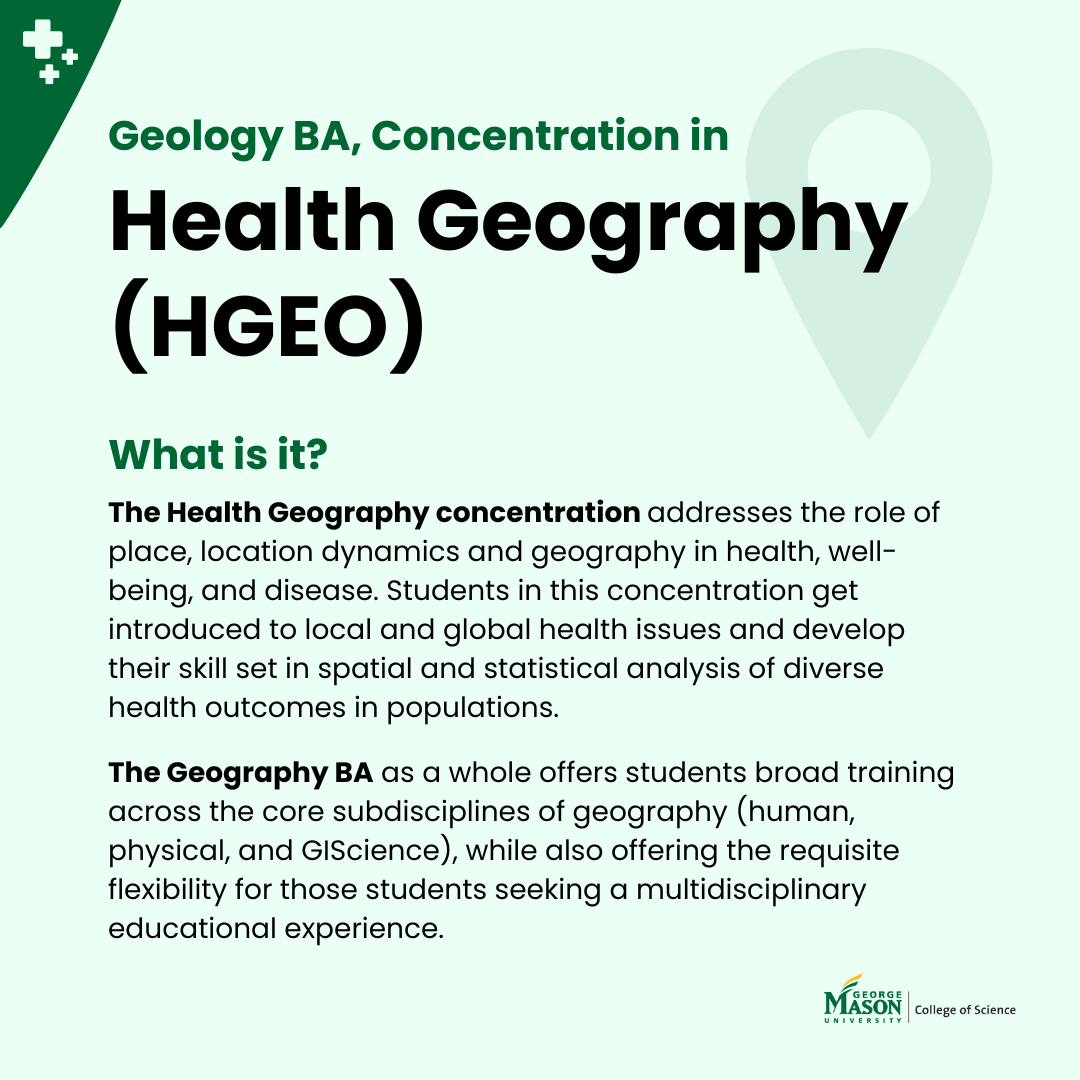 Geology BA, Concentration in
Health Geography
(HGEO)
What is it?
The Health Geography concentration addresses the role of
place, location dynamics and geography in health, well-
being, and disease. Students in this concentration get
introduced to local and global health issues and develop
their skill set in spatial and statistical analysis of diverse
health outcomes in populations.
The Geography BA as a whole offers students broad training
across the core subdisciplines of geography (human,
physical, and GIScience), while also offering the requisite
flexibility for those students seeking a multidisciplinary
educational experience.
GEORGE
MASON
UNIVERSITY
College of Science